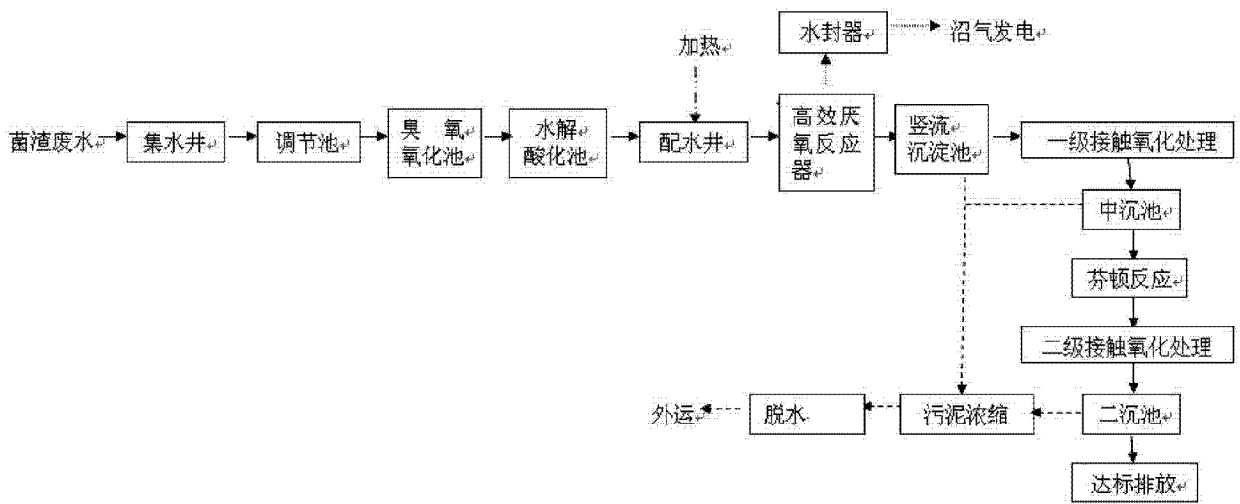 水封器
沼气发电
加热
菌渣废水
集水井
调节池
臭 氧
氧化池
水解
酸化池
配水井
高效厌
氧反应
器
竖流
沉淀池
一级接触氧化处理
中沉池
芬顿反应
二级接触氧化处理
外运
脱水
污泥浓缩
二沉池
达标排放